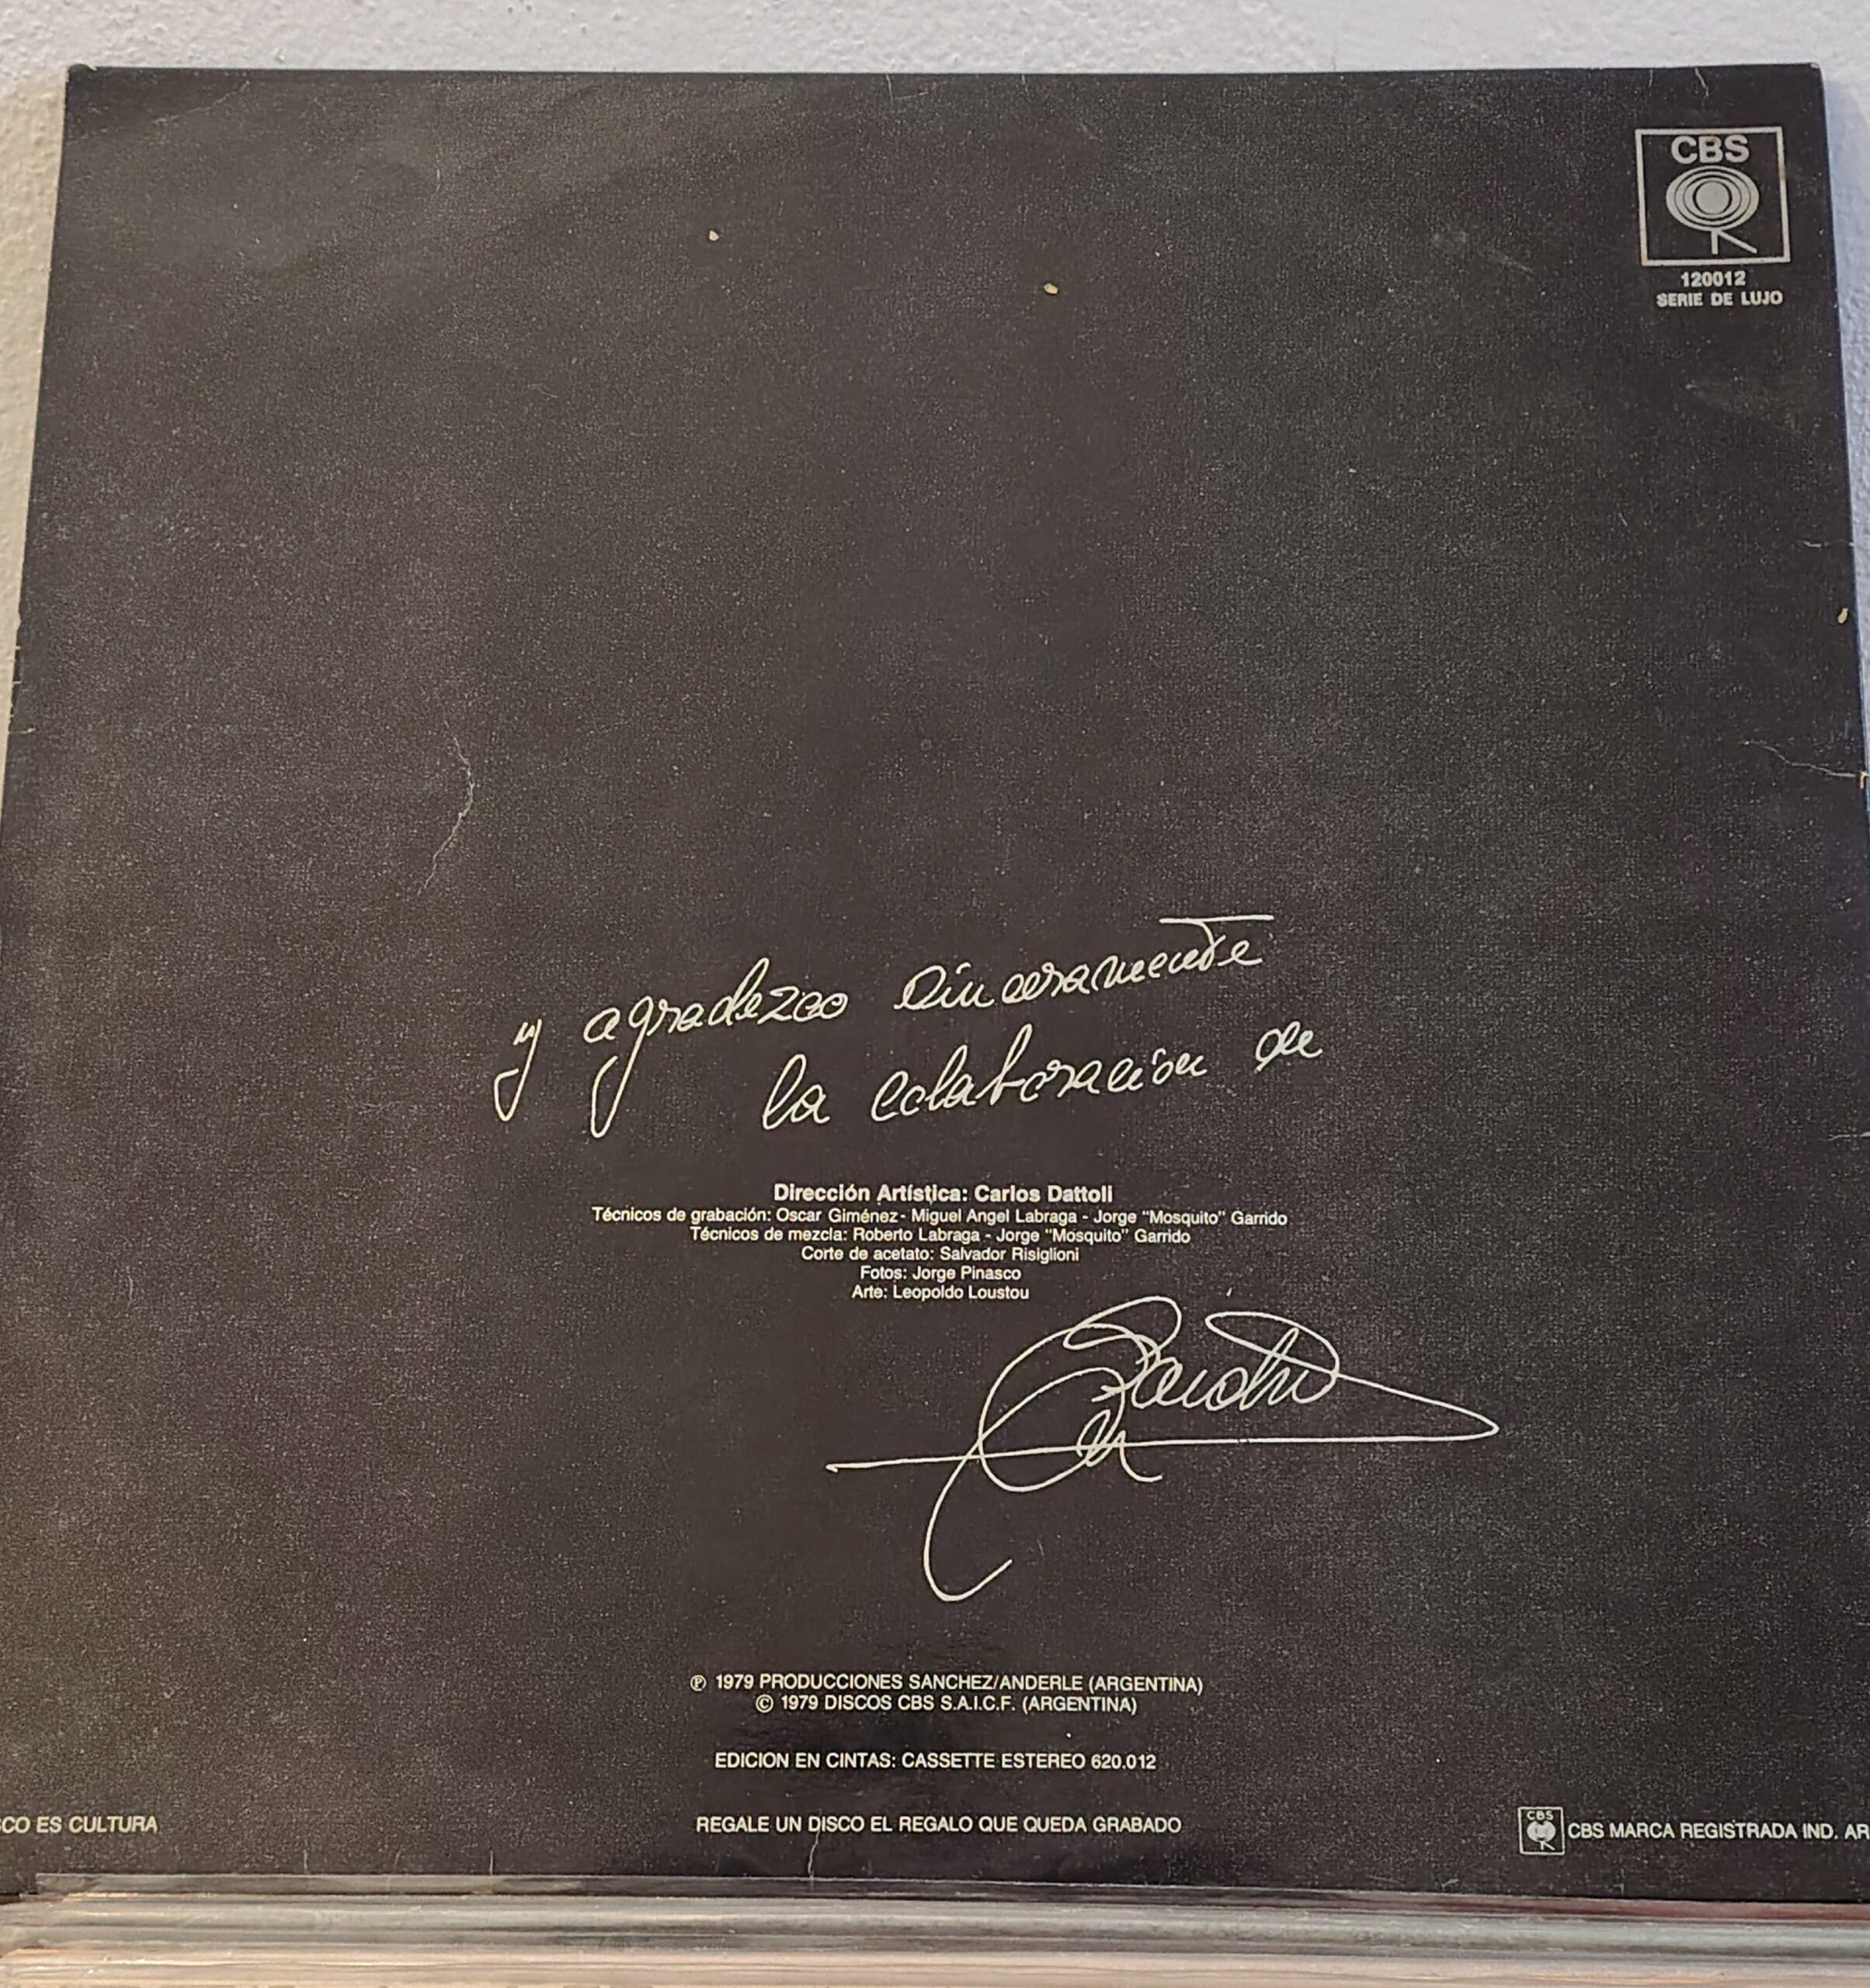 CBS
120012
SERIE DE LUJO
y agradezco sinceramente
la colaboración de
Dirección Artística: Carlos Dattoli
Técnicos de grabación: Oscar Giménez - Miguel Angel Labraga - Jorge "Mosquito" Garrido
Técnicos de mezcla: Roberto Labraga - Jorge "Mosquito" Garrido
Corte de acetato: Salvador Risiglioni
Fotos: Jorge Pinasco
Arte: Leopoldo Loustou
Sandro
℗ 1979 PRODUCCIONES SANCHEZ/ANDERLE (ARGENTINA)
© 1979 DISCOS CBS S.A.I.C.F. (ARGENTINA)
EDICION EN CINTAS: CASSETTE ESTEREO 620.012
CO ES CULTURA
REGALE UN DISCO EL REGALO QUE QUEDA GRABADO
CBS
CBS MARCA REGISTRADA IND. AR